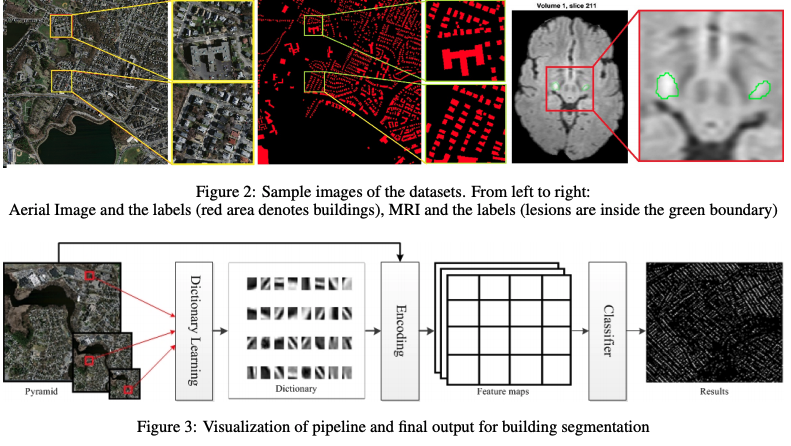 Volume 1, slice 211
Figure 2: Sample images of the datasets. From left to right:
Aerial Image and the labels (red area denotes buildings), MRI and the labels (lesions are inside the green boundary)
Pyramid
Dictionary Learning
Dictionary
Encoding
Feature maps
Classifier
Results
Figure 3: Visualization of pipeline and final output for building segmentation